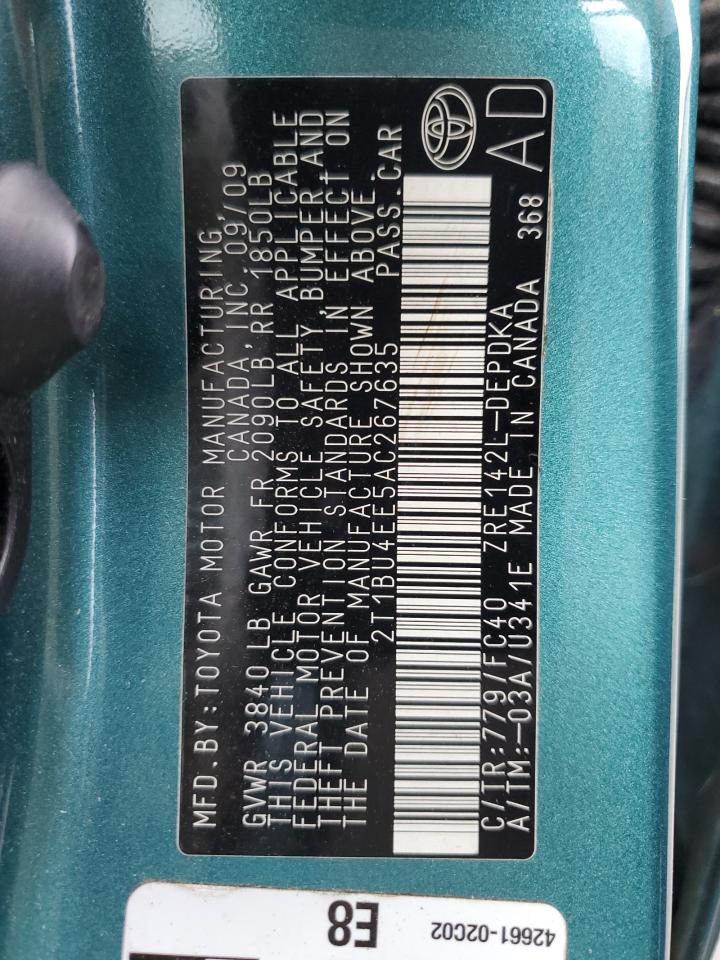 MFD.BY:TOYOTA MOTOR MANUFACTURING,
CANADA, INC. 09/09
GVWR 3840 LB GAWR FR 2090LB, RR 1850LB
THIS VEHICLE CONFORMS TO ALL APPLICABLE
FEDERAL MOTOR VEHICLE SAFETY, BUMPER,AND
THEFT PREVENTION STANDARDS IN EFFECT ON
THE DATE OF MANUFACTURE SHOWN ABOVE.
2T1BU4EE5AC267635 PASS.CAR
C/TR:779/FC40 ZRE142L-DEPDKA
A/TM:-03A/U341E MADE IN CANADA 368
AD
E8
42661-02C02